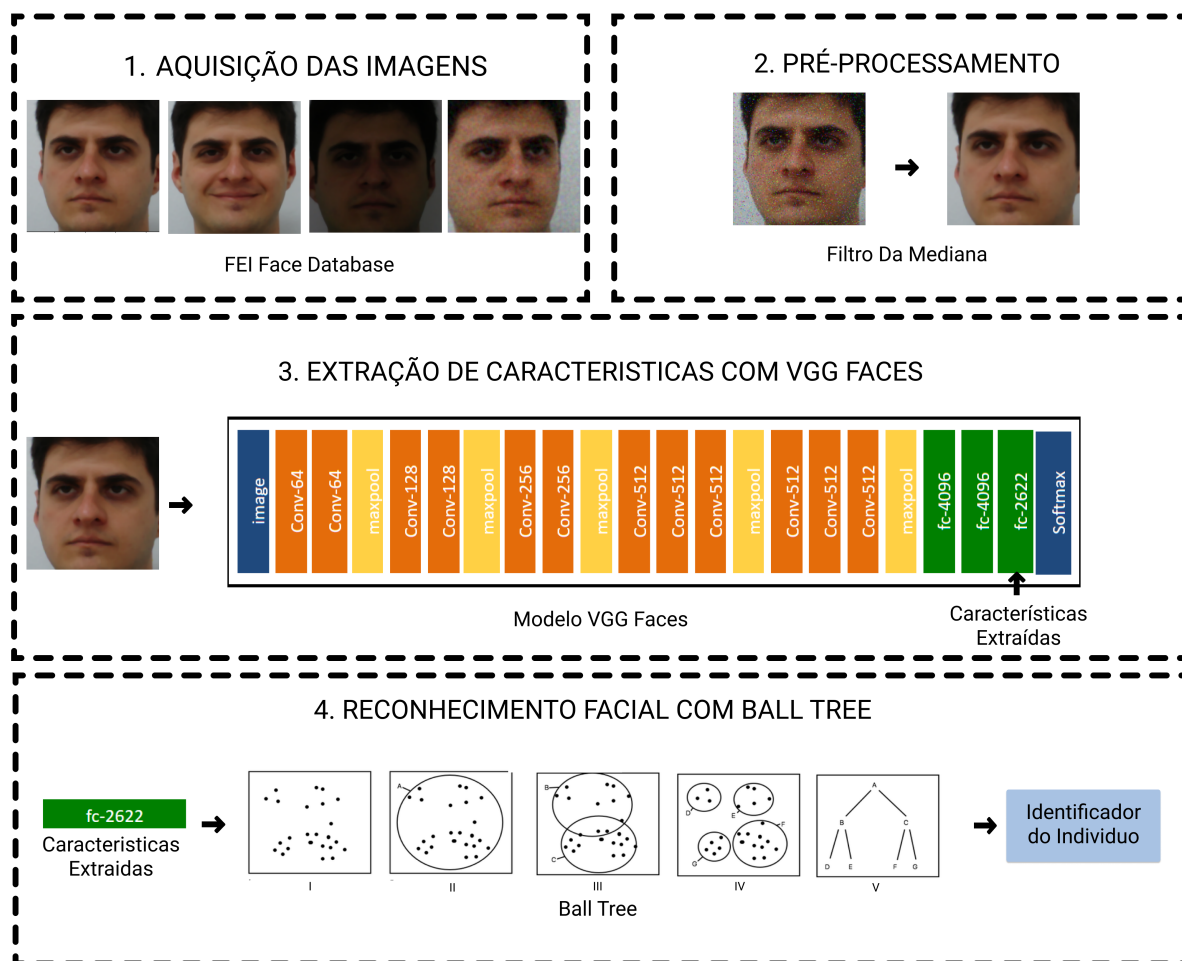 1. AQUISIÇÃO DAS IMAGENS
FEI Face Database
2. PRÉ-PROCESSAMENTO
Filtro Da Mediana
3. EXTRAÇÃO DE CARACTERISTICAS COM VGG FACES
image
Conv-64
Conv-64
maxpool
Conv-128
Conv-128
maxpool
Conv-256
Conv-256
maxpool
Conv-512
Conv-512
Conv-512
maxpool
Conv-512
Conv-512
Conv-512
maxpool
fc-4096
fc-4096
fc-2622
Softmax
Modelo VGG Faces
Característícas
Extraídas
4. RECONHECIMENTO FACIAL COM BALL TREE
fc-2622
Caracteristicas
Extraidas
I
A
II
B
C
III
D
E
F
G
IV
A
B
C
D
E
F
G
V
Ball Tree
Identificador
do Individuo